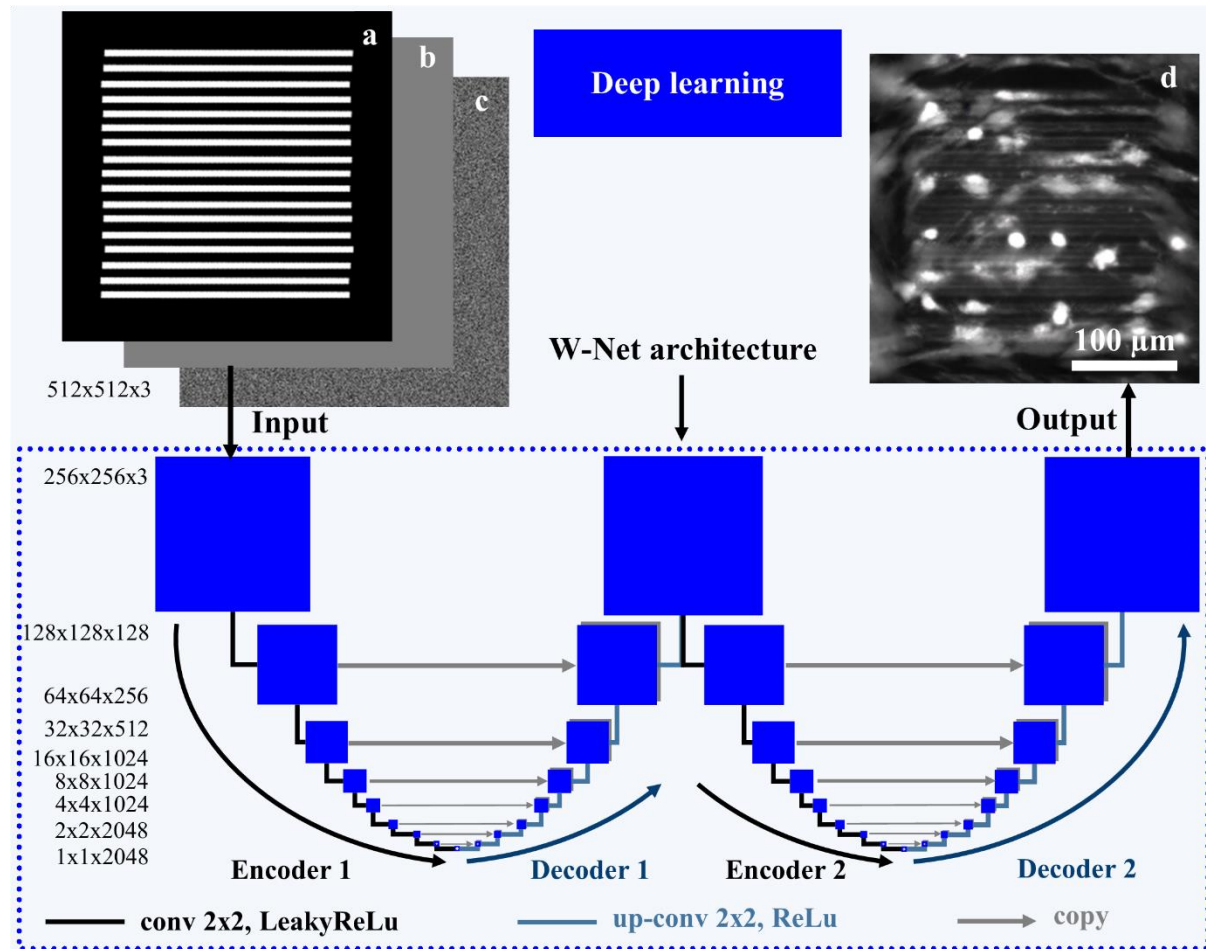 a
b
c
Deep learning
d
100 µm
W-Net architecture
512x512x3
Input
Output
256x256x3
128x128x128
64x64x256
32x32x512
16x16x1024
8x8x1024
4x4x1024
2x2x2048
1x1x2048
Encoder 1
Decoder 1
Encoder 2
Decoder 2
conv 2x2, LeakyReLu
up-conv 2x2, ReLu
copy